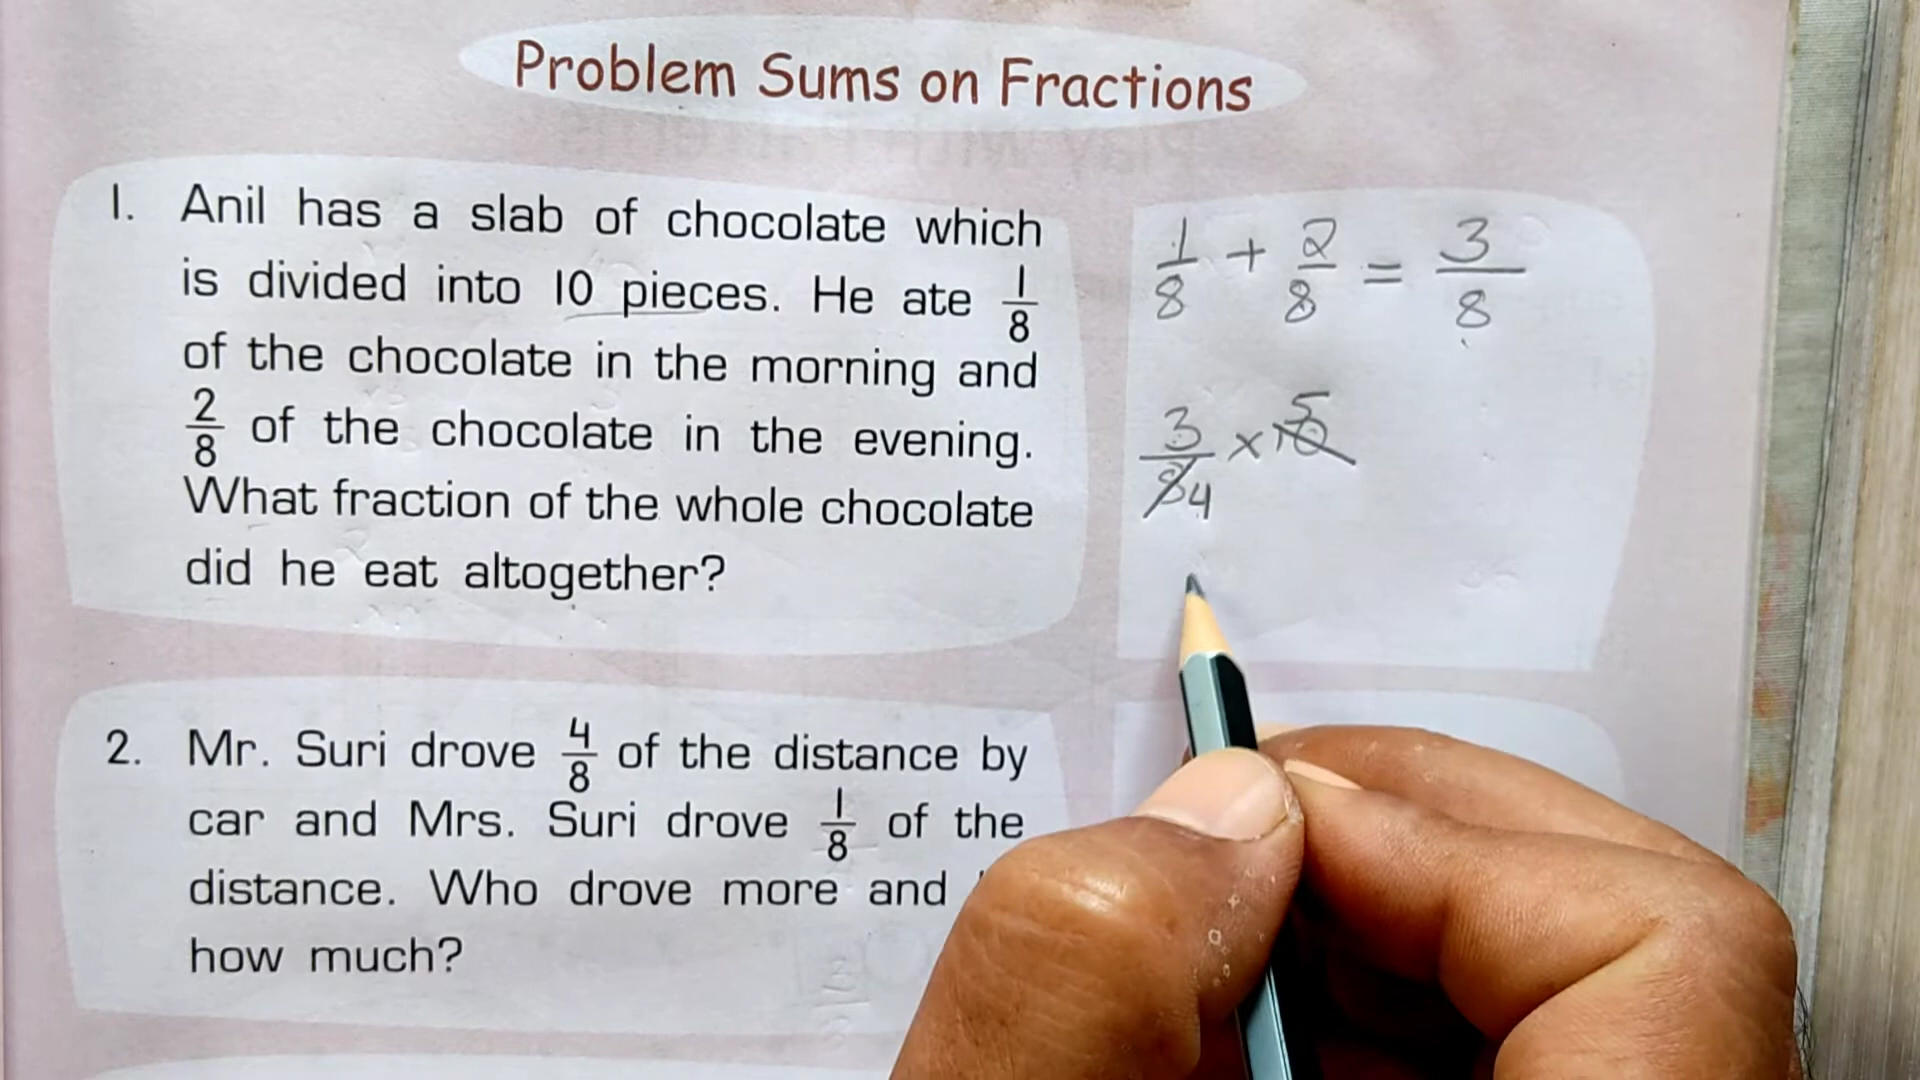 Problem Sums on Fractions
1. Anil has a slab of chocolate which
is divided into 10 pieces. He ate 1/8
of the chocolate in the morning and
2/8 of the chocolate in the evening.
What fraction of the whole chocolate
did he eat altogether?
1/8 + 2/8 = 3/8
3/8 4 × 10 5
2. Mr. Suri drove 4/8 of the distance by
car and Mrs. Suri drove 1/8 of the
distance. Who drove more and
how much?